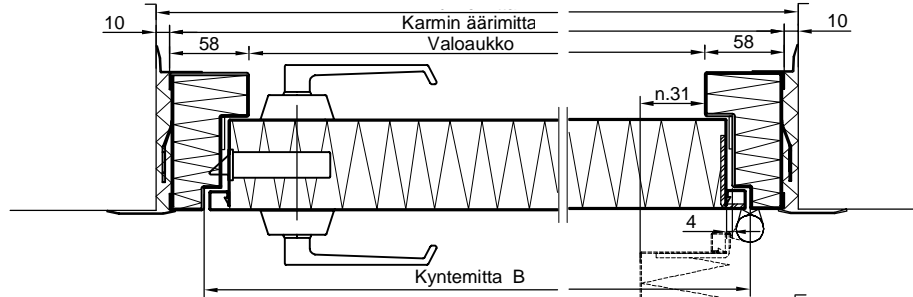 10 Karmin äärimitta 10
58 Valoaukko 58
n.31
4
Kyntemitta B